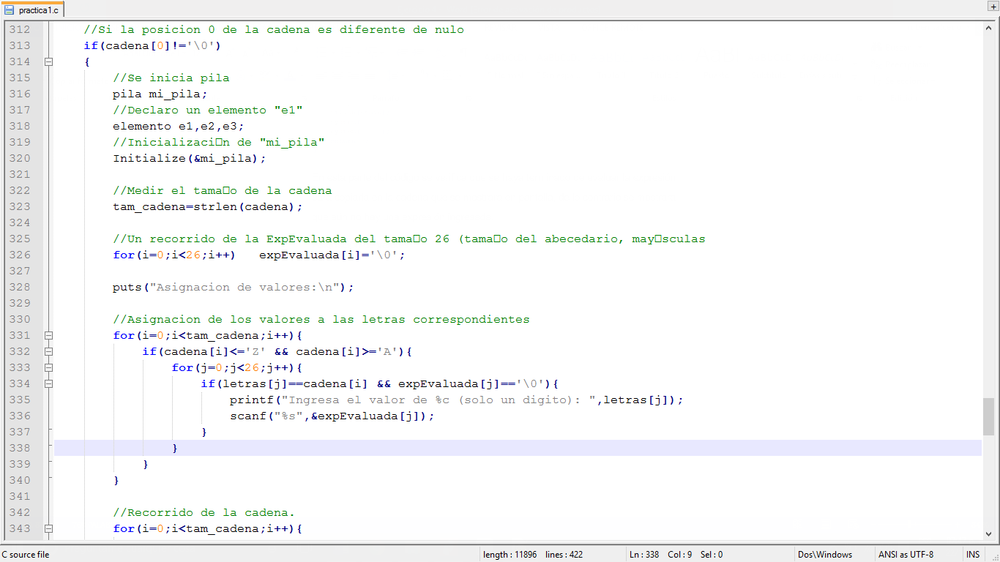 practica1.c
312 //Si la posicion 0 de la cadena es diferente de nulo
313 if(cadena[0]!='\0')
314 {
315 //Se inicia pila
316 pila mi_pila;
317 //Declaro un elemento "e1"
318 elemento e1,e2,e3;
319 //Inicializaci□n de "mi_pila"
320 Initialize(&mi_pila);
321
322 //Medir el tama□o de la cadena
323 tam_cadena=strlen(cadena);
324
325 //Un recorrido de la ExpEvaluada del tama□o 26 (tama□o del abecedario, may□sculas
326 for(i=0;i<26;i++)   expEvaluada[i]='\0';
327
328 puts("Asignacion de valores:\n");
329
330 //Asignacion de los valores a las letras correspondientes
331 for(i=0;i<tam_cadena;i++){
332 if(cadena[i]<='Z' && cadena[i]>='A'){
333 for(j=0;j<26;j++){
334 if(letras[j]==cadena[i] && expEvaluada[j]=='\0'){
335 printf("Ingresa el valor de %c (solo un digito): ",letras[j]);
336 scanf("%s",&expEvaluada[j]);
337 }
338 }
339 }
340 }
341
342 //Recorrido de la cadena.
343 for(i=0;i<tam_cadena;i++){
C source file length : 11896 lines : 422 Ln : 338 Col : 9 Sel : 0 Dos\Windows ANSI as UTF-8 INS